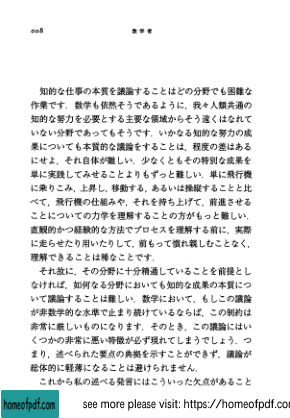 008
数学者
知的な仕事の本質を議論することはどの分野でも困難な
作業です．数学も依然そうであるように，我々人類共通の
知的な努力を必要とする主要な領域からそう遠くはなれて
いない分野であってもそうです．いかなる知的な努力の成
果についても本質的な議論をすることは，程度の差はある
にせよ，それ自体が難しい．少なくともその特別な成果を
単に実践してみせることよりもずっと難しい．単に飛行機
に乗りこみ，上昇し，移動する，あるいは操縦することと比
べて，飛行機の仕組みや，それを持ち上げて，前進させる
ことについての力学を理解することの方がもっと難しい．
直観的かつ経験的な方法でプロセスを理解する前に，実際
に走らせたり用いたりして，前もって慣れ親しむことなく，
理解できることは稀なことです．
それ故に，その分野に十分精通していることを前提とし
なければ，如何なる分野においても知的な成果の本質につ
いて議論することは難しい．数学において，もしこの議論
が非数学的な水準で止まり続けているならば，この制約は
非常に厳しいものになります．そのとき，この議論にはい
くつかの非常に悪い特徴が必ず現れてしまうでしょう．つ
まり，述べられた要点の典拠を示すことができず，議論が
総体的に軽薄になることは避けられません．
これから私の述べる発言にはこういった欠点があること
homeofpdf.com
see more please visit: https://homeofpdf.com